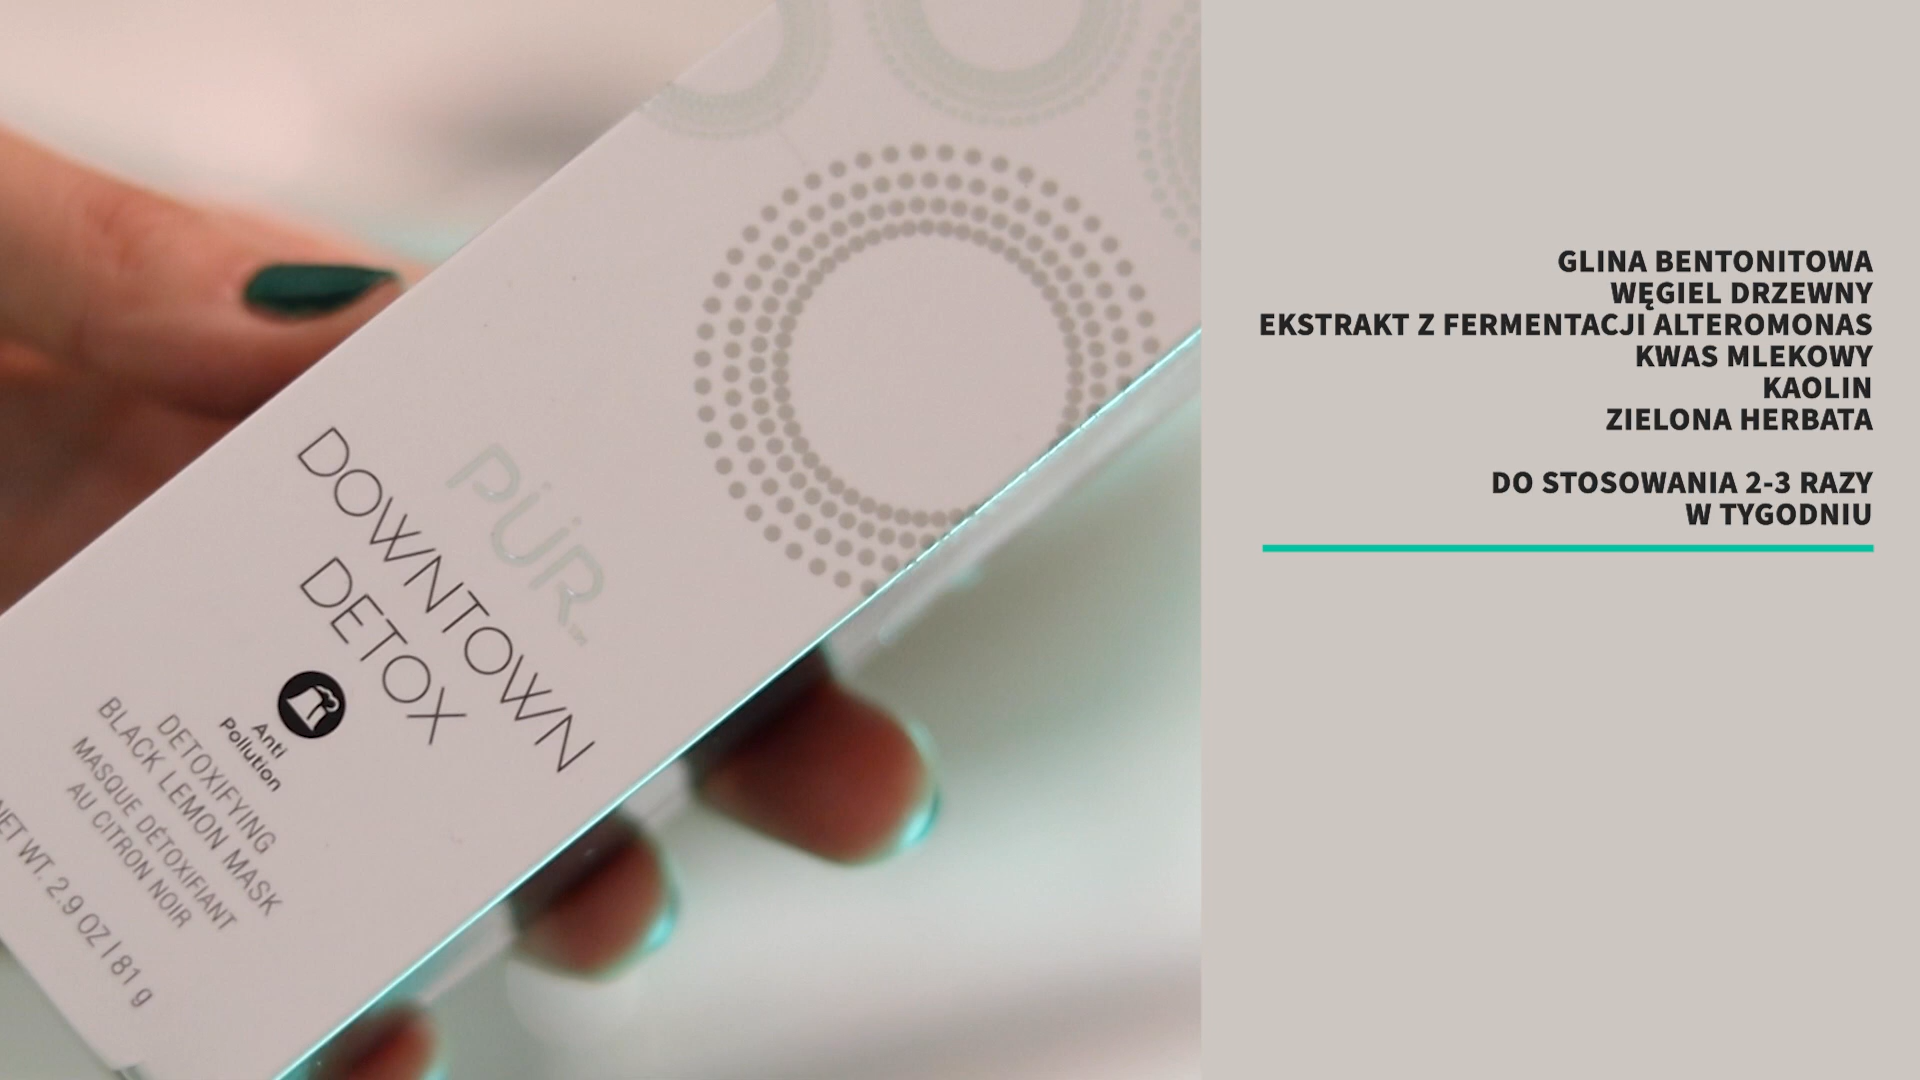 PÜR
DOWNTOWN
DETOX
Anti
Pollution
DETOXIFYING
BLACK LEMON MASK
MASQUE DÉTOXIFIANT
AU CITRON NOIR
NET WT. 2.9 OZ | 81 g
GLINA BENTONITOWA
WĘGIEL DRZEWNY
EKSTRAKT Z FERMENTACJI ALTEROMONAS
KWAS MLEKOWY
KAOLIN
ZIELONA HERBATA
DO STOSOWANIA 2-3 RAZY
W TYGODNIU